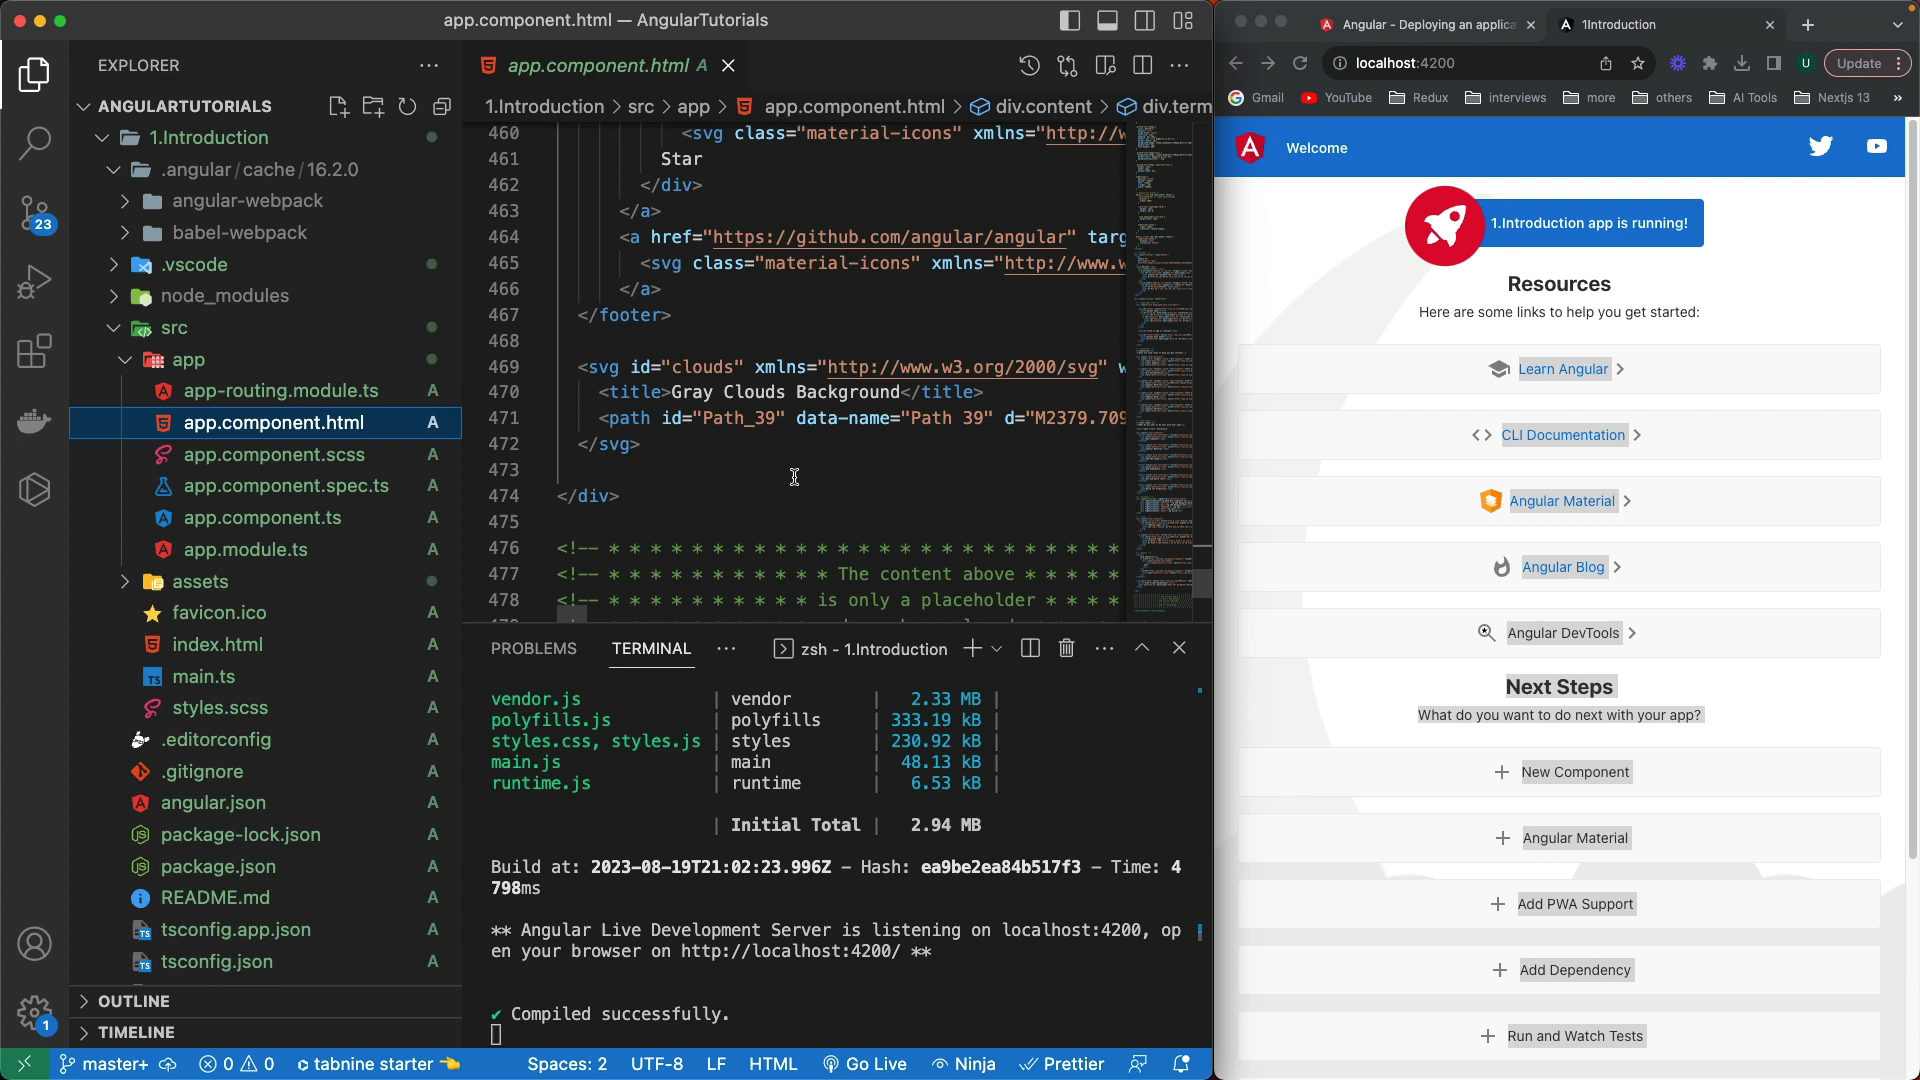 app.component.html — AngularTutorials
EXPLORER
ANGULARTUTORIALS
1.Introduction
.angular/cache/16.2.0
angular-webpack
babel-webpack
.vscode
node_modules
src
app
app-routing.module.ts A
app.component.html A
app.component.scss A
app.component.spec.ts A
app.component.ts A
app.module.ts A
assets
favicon.ico A
index.html A
main.ts A
styles.scss A
.editorconfig A
.gitignore A
angular.json A
package-lock.json A
package.json A
README.md A
tsconfig.app.json A
tsconfig.json A
OUTLINE
TIMELINE
23
1
app.component.html A
1.Introduction > src > app > app.component.html > div.content > div.term
460 <svg class="material-icons" xmlns="http://w
461 Star
462 </div>
463 </a>
464 <a href="https://github.com/angular/angular" targ
465 <svg class="material-icons" xmlns="http://www.w
466 </a>
467 </footer>
468
469 <svg id="clouds" xmlns="http://www.w3.org/2000/svg" w
470 <title>Gray Clouds Background</title>
471 <path id="Path_39" data-name="Path 39" d="M2379.709
472 </svg>
473
474 </div>
475
476 <!-- * * * * * * * * * * * * * * * * * * * * * * * * *
477 <!-- * * * * * * * * * * * The content above * * * * *
478 <!-- * * * * * * * * * * is only a placeholder * * * *
PROBLEMS TERMINAL zsh - 1.Introduction
vendor.js | vendor | 2.33 MB |
polyfills.js | polyfills | 333.19 kB |
styles.css, styles.js | styles | 230.92 kB |
main.js | main | 48.13 kB |
runtime.js | runtime | 6.53 kB |
| Initial Total | 2.94 MB
Build at: 2023-08-19T21:02:23.996Z - Hash: ea9be2ea84b517f3 - Time: 4
798ms
** Angular Live Development Server is listening on localhost:4200, op
en your browser on http://localhost:4200/ **
✔ Compiled successfully.
master+ 0 0 tabnine starter Spaces: 2 UTF-8 LF HTML Go Live Ninja Prettier
Angular - Deploying an applica
1Introduction
localhost:4200
U
Update
Gmail YouTube Redux interviews more others AI Tools Nextjs 13 »
Welcome
1.Introduction app is running!
Resources
Here are some links to help you get started:
Learn Angular
CLI Documentation
Angular Material
Angular Blog
Angular DevTools
Next Steps
What do you want to do next with your app?
New Component
Angular Material
Add PWA Support
Add Dependency
Run and Watch Tests